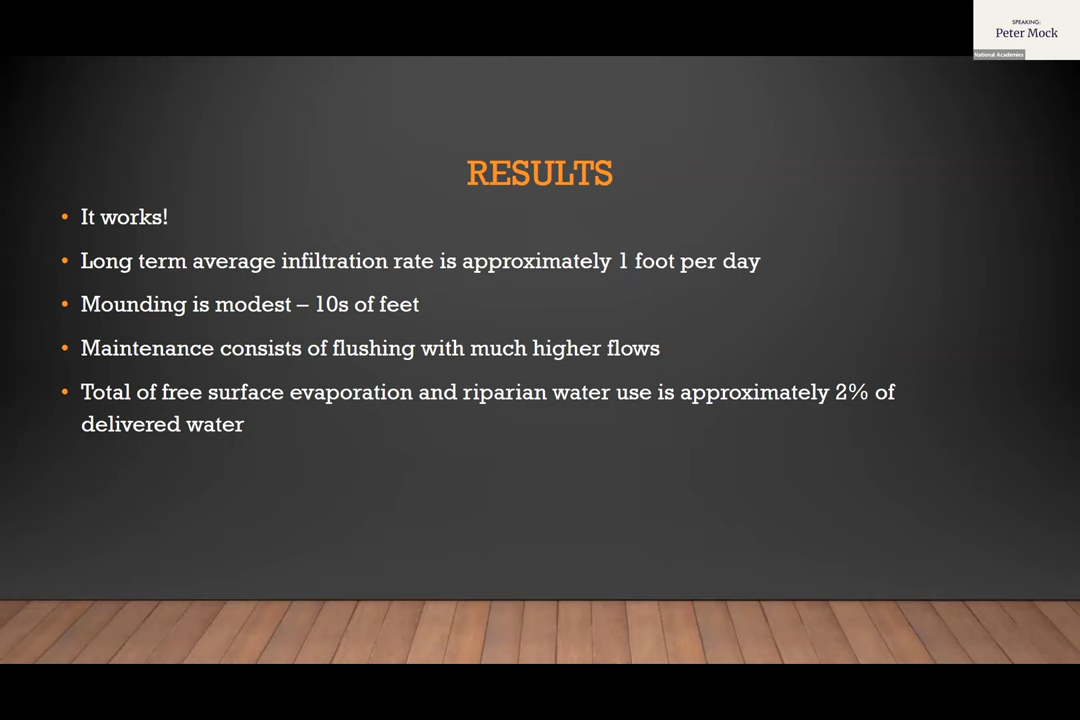 SPEAKING:
Peter Mock
National Academies
RESULTS
• It works!
• Long term average infiltration rate is approximately 1 foot per day
• Mounding is modest – 10s of feet
• Maintenance consists of flushing with much higher flows
• Total of free surface evaporation and riparian water use is approximately 2% of
delivered water